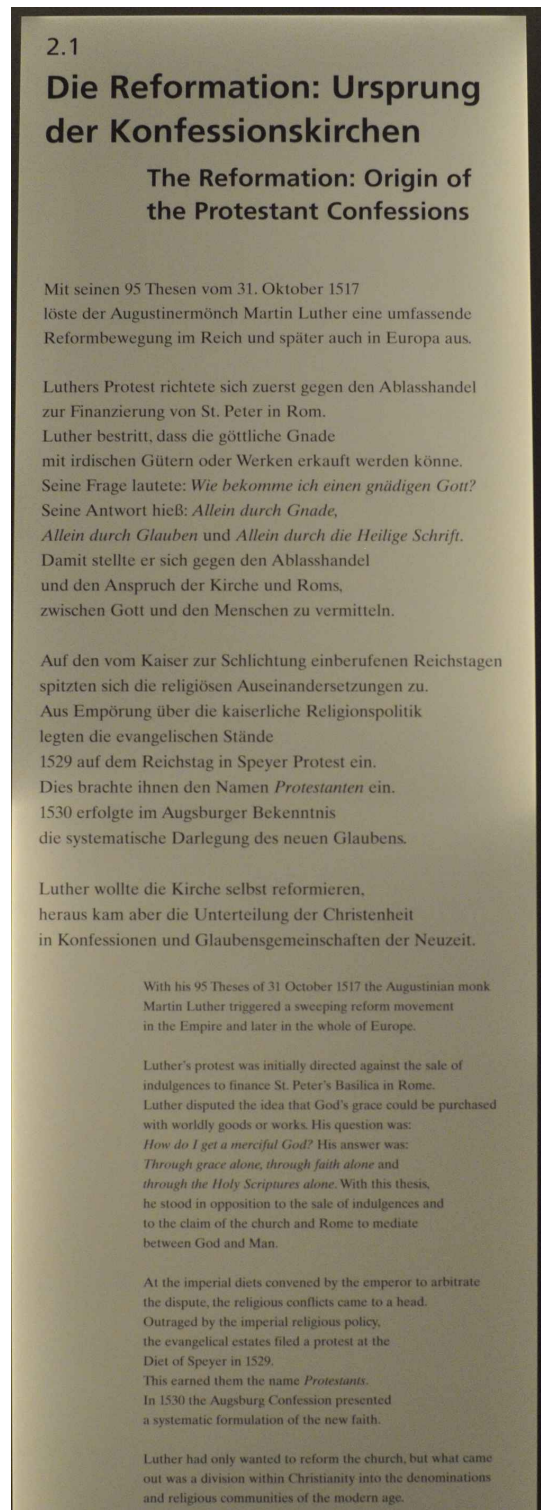 2.1
Die Reformation: Ursprung
der Konfessionskirchen
The Reformation: Origin of
the Protestant Confessions
Mit seinen 95 Thesen vom 31. Oktober 1517
löste der Augustinermönch Martin Luther eine umfassende
Reformbewegung im Reich und später auch in Europa aus.
Luthers Protest richtete sich zuerst gegen den Ablasshandel
zur Finanzierung von St. Peter in Rom.
Luther bestritt, dass die göttliche Gnade
mit irdischen Gütern oder Werken erkauft werden könne.
Seine Frage lautete: Wie bekomme ich einen gnädigen Gott?
Seine Antwort hieß: Allein durch Gnade,
Allein durch Glauben und Allein durch die Heilige Schrift.
Damit stellte er sich gegen den Ablasshandel
und den Anspruch der Kirche und Roms,
zwischen Gott und den Menschen zu vermitteln.
Auf den vom Kaiser zur Schlichtung einberufenen Reichstagen
spitzten sich die religiösen Auseinandersetzungen zu.
Aus Empörung über die kaiserliche Religionspolitik
legten die evangelischen Stände
1529 auf dem Reichstag in Speyer Protest ein.
Dies brachte ihnen den Namen Protestanten ein.
1530 erfolgte im Augsburger Bekenntnis
die systematische Darlegung des neuen Glaubens.
Luther wollte die Kirche selbst reformieren,
heraus kam aber die Unterteilung der Christenheit
in Konfessionen und Glaubensgemeinschaften der Neuzeit.
With his 95 Theses of 31 October 1517 the Augustinian monk
Martin Luther triggered a sweeping reform movement
in the Empire and later in the whole of Europe.
Luther's protest was initially directed against the sale of
indulgences to finance St. Peter's Basilica in Rome.
Luther disputed the idea that God's grace could be purchased
with worldly goods or works. His question was:
How do I get a merciful God? His answer was:
Through grace alone, through faith alone and
through the Holy Scriptures alone. With this thesis,
he stood in opposition to the sale of indulgences and
to the claim of the church and Rome to mediate
between God and Man.
At the imperial diets convened by the emperor to arbitrate
the dispute, the religious conflicts came to a head.
Outraged by the imperial religious policy,
the evangelical estates filed a protest at the
Diet of Speyer in 1529.
This earned them the name Protestants.
In 1530 the Augsburg Confession presented
a systematic formulation of the new faith.
Luther had only wanted to reform the church, but what came
out was a division within Christianity into the denominations
and religious communities of the modern age.